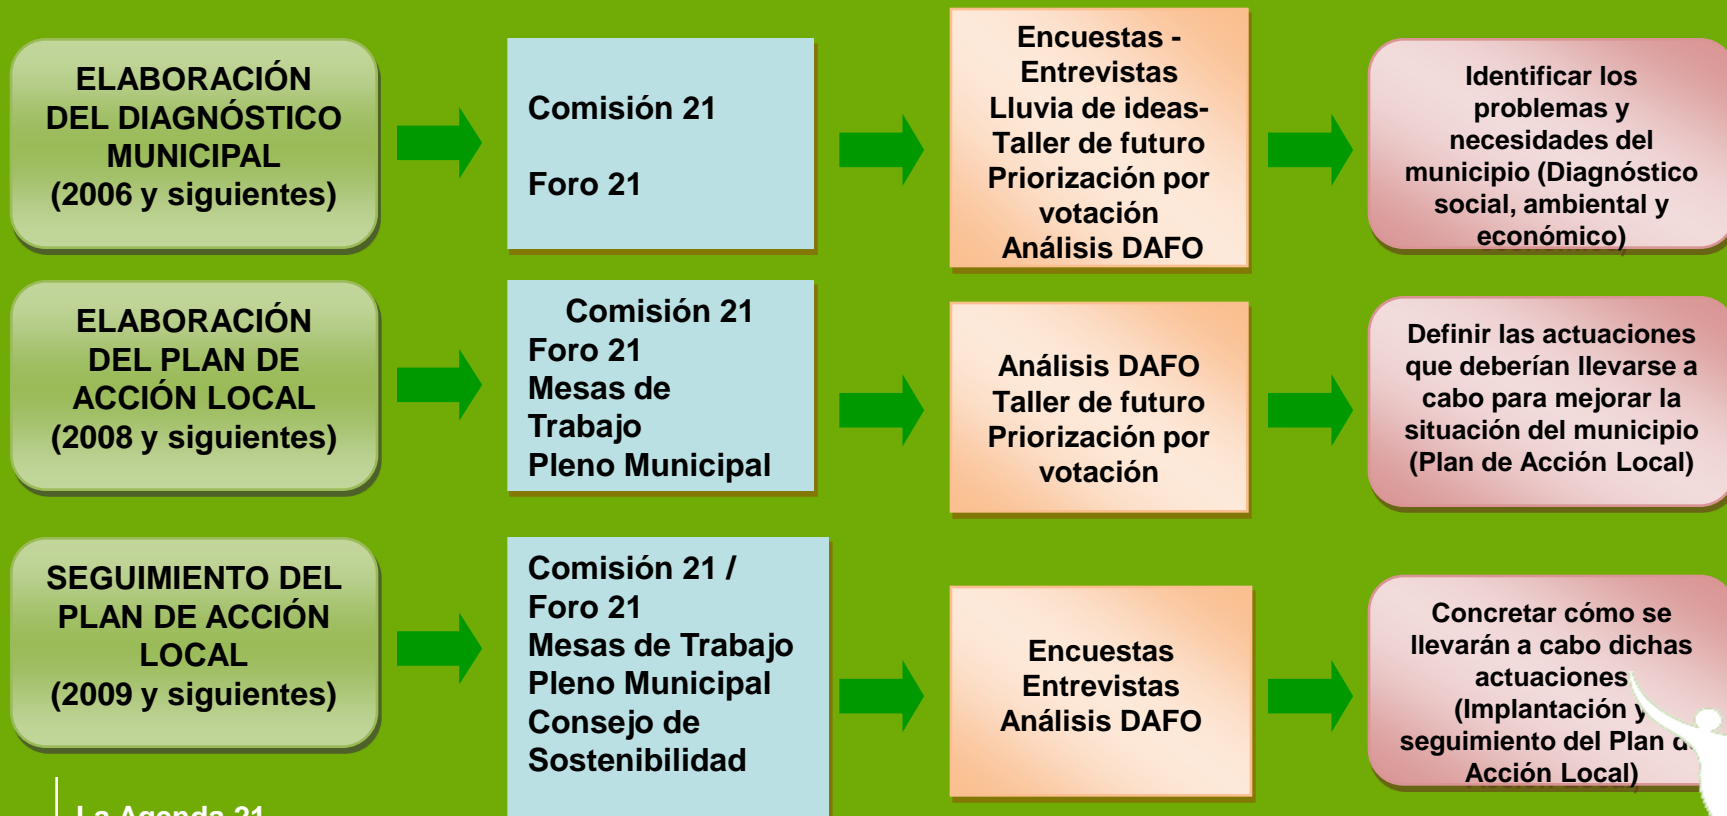 ELABORACIÓN
DEL DIAGNÓSTICO
MUNICIPAL
(2006 y siguientes)
Comisión 21
Foro 21
Encuestas -
Entrevistas
Lluvia de ideas-
Taller de futuro
Priorización por
votación
Análisis DAFO
Identificar los
problemas y
necesidades del
municipio (Diagnóstico
social, ambiental y
económico)
ELABORACIÓN
DEL PLAN DE
ACCIÓN LOCAL
(2008 y siguientes)
Comisión 21
Foro 21
Mesas de
Trabajo
Pleno Municipal
Análisis DAFO
Taller de futuro
Priorización por
votación
Definir las actuaciones
que deberían llevarse a
cabo para mejorar la
situación del municipio
(Plan de Acción Local)
SEGUIMIENTO DEL
PLAN DE ACCIÓN
LOCAL
(2009 y siguientes)
Comisión 21 /
Foro 21
Mesas de Trabajo
Pleno Municipal
Consejo de
Sostenibilidad
Encuestas
Entrevistas
Análisis DAFO
Concretar cómo se
llevarán a cabo dichas
actuaciones
(Implantación y
seguimiento del Plan de
Acción Local)
La Agenda 21